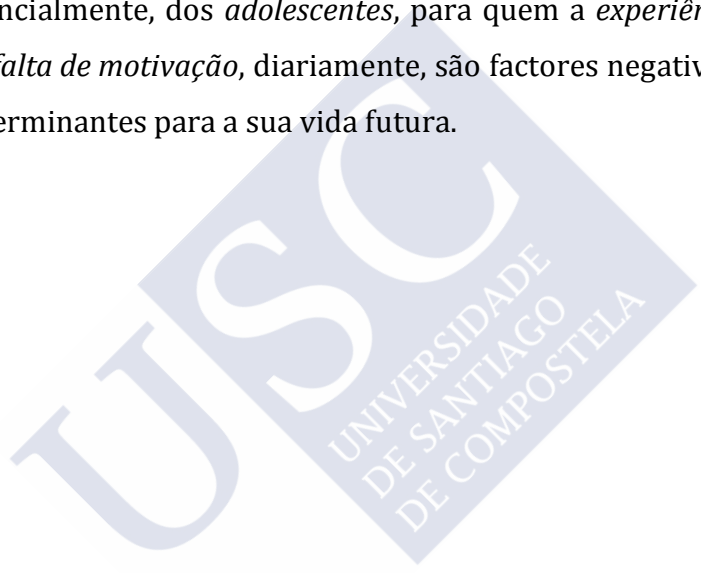 ncialmente, dos adolescentes, para quem a experiên
falta de motivação, diariamente, são factores negativ
erminantes para a sua vida futura.
USC
UNIVERSIDADE
DE SANTIAGO
DE COMPOSTELA